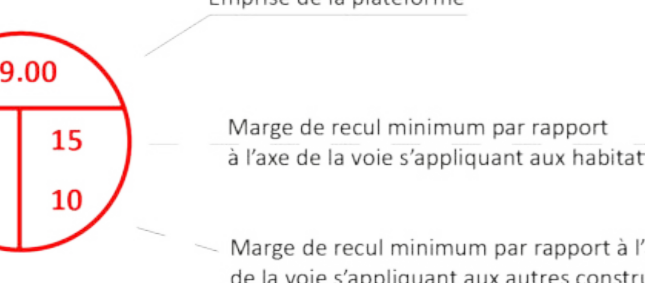 Emprise de la plateforme
9.00
Marge de recul minimum par rapport
15
à l'axe de la voie s'appliquant aux habitat
10
Marge de recul minimum par rapport à l'
de la voie s'appliquant aux autres constru